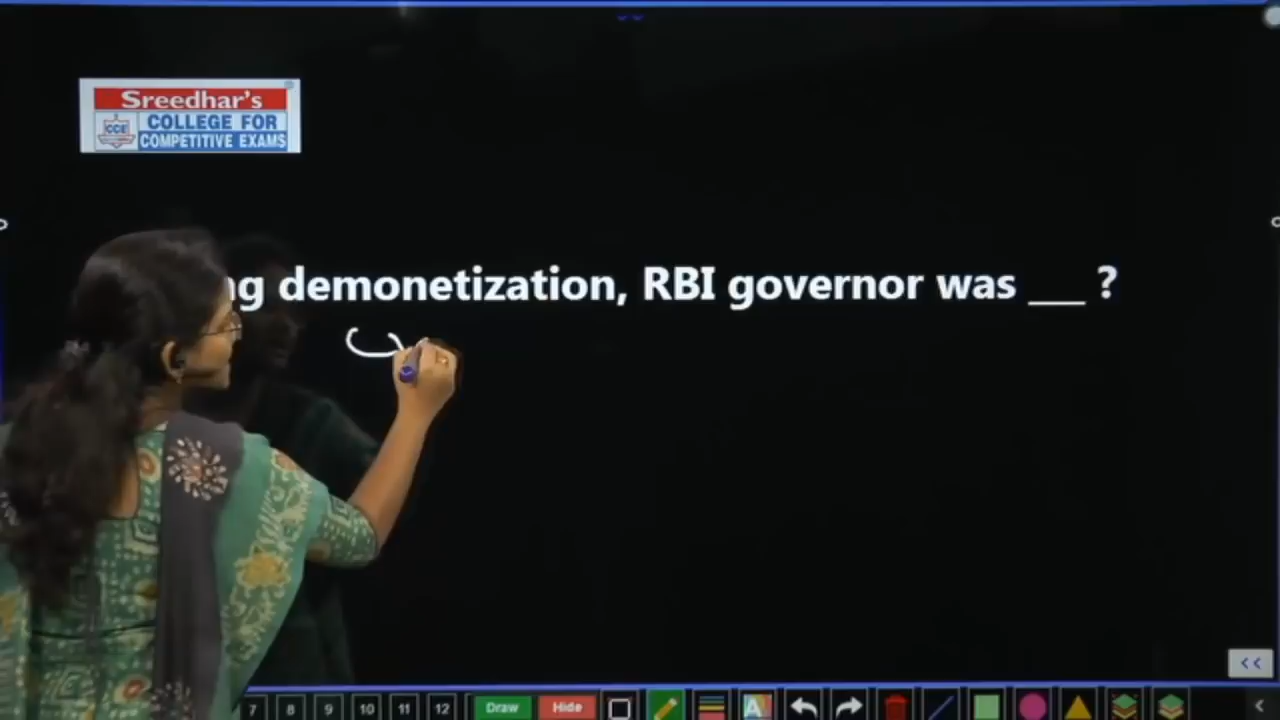 Sreedhar's
CCE
COLLEGE FOR
COMPETITIVE EXAMS
ng demonetization, RBI governor was ___ ?
<<
7 8 9 10 11 12 Draw Hide A
<